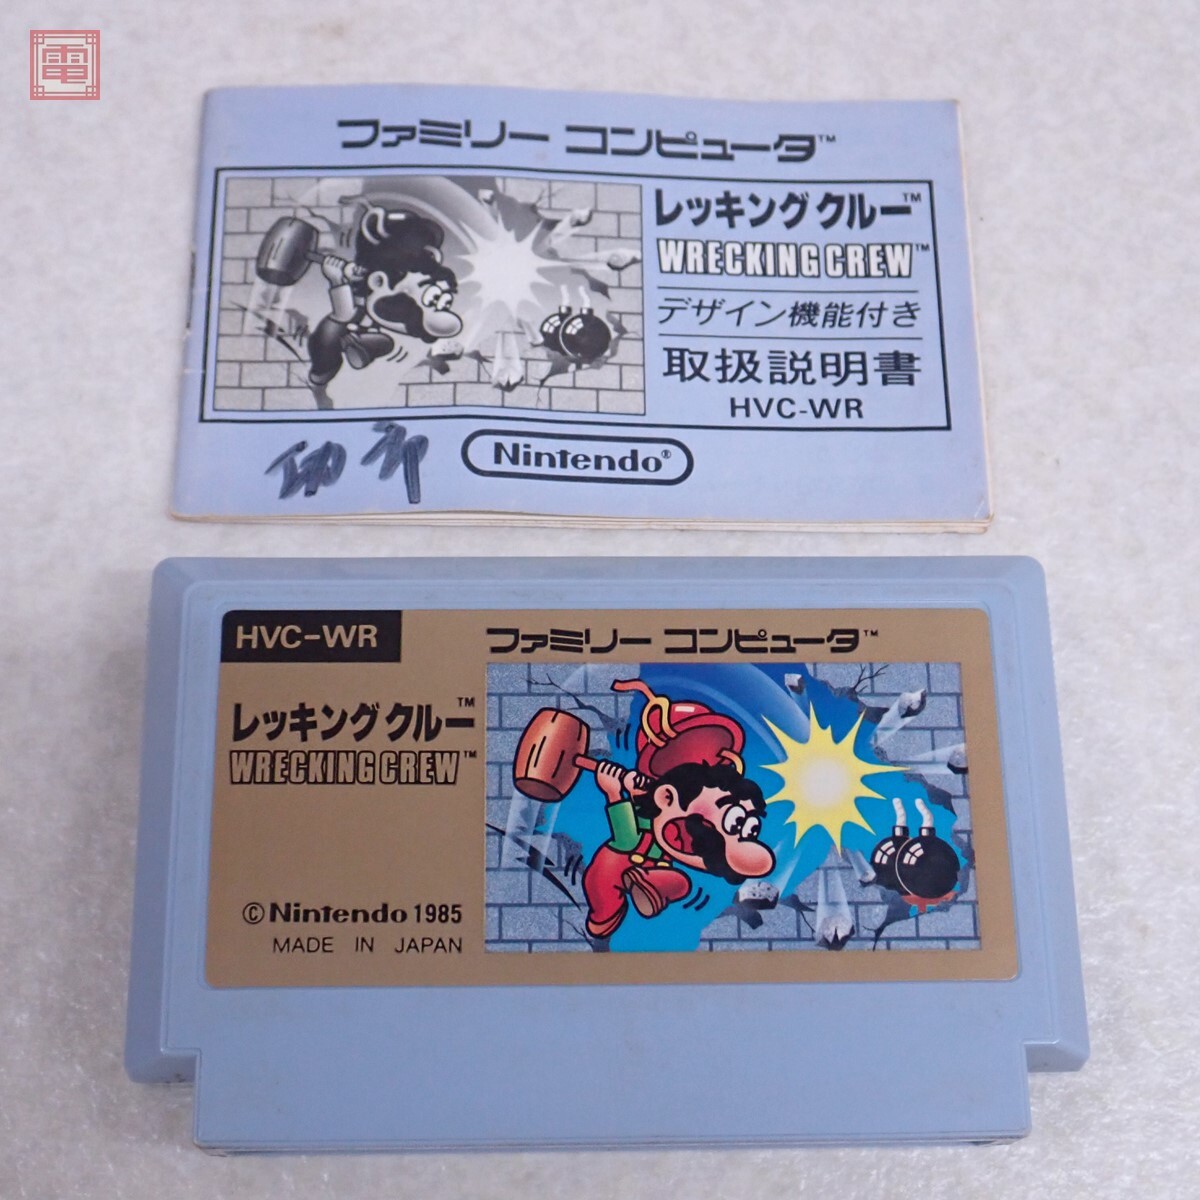 電
ファミリー コンピュータ™
レッキングクルー™
WRECKING CREW™
デザイン機能付き
取扱説明書
HVC-WR
Nintendo®
HVC-WR
ファミリー コンピュータ™
レッキングクルー™
WRECKING CREW™
©Nintendo 1985
MADE IN JAPAN